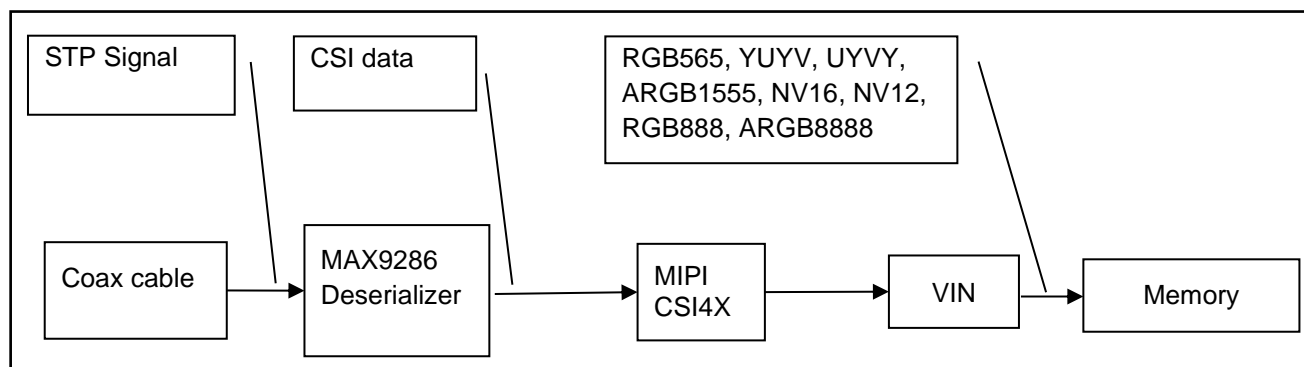 STP Signal
CSI data
RGB565, YUYV, UYVY,
ARGB1555, NV16, NV12,
RGB888, ARGB8888
Coax cable
MAX9286
Deserializer
MIPI
CSI4X
VIN
Memory